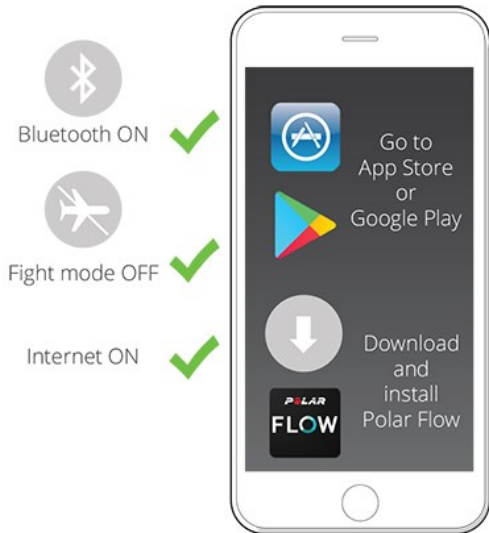 Bluetooth ON
Fight mode OFF
Internet ON
Go to
App Store
or
Google Play
Download
and
install
Polar Flow
POLAR
FLOW